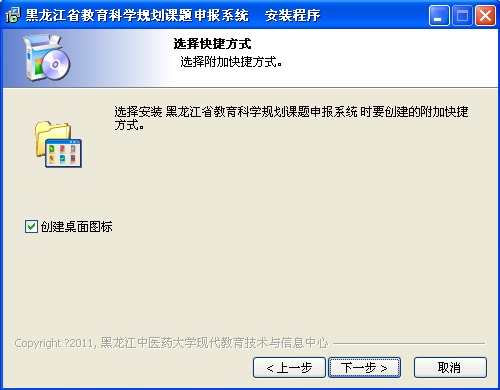 黑龙江省教育科学规划课题申报系统 安装程序
选择快捷方式
选择附加快捷方式。
选择安装 黑龙江省教育科学规划课题申报系统 时要创建的附加快捷
方式。
创建桌面图标
Copyright ?2011, 黑龙江中医药大学现代教育技术与信息中心
< 上一步 下一步 > 取消